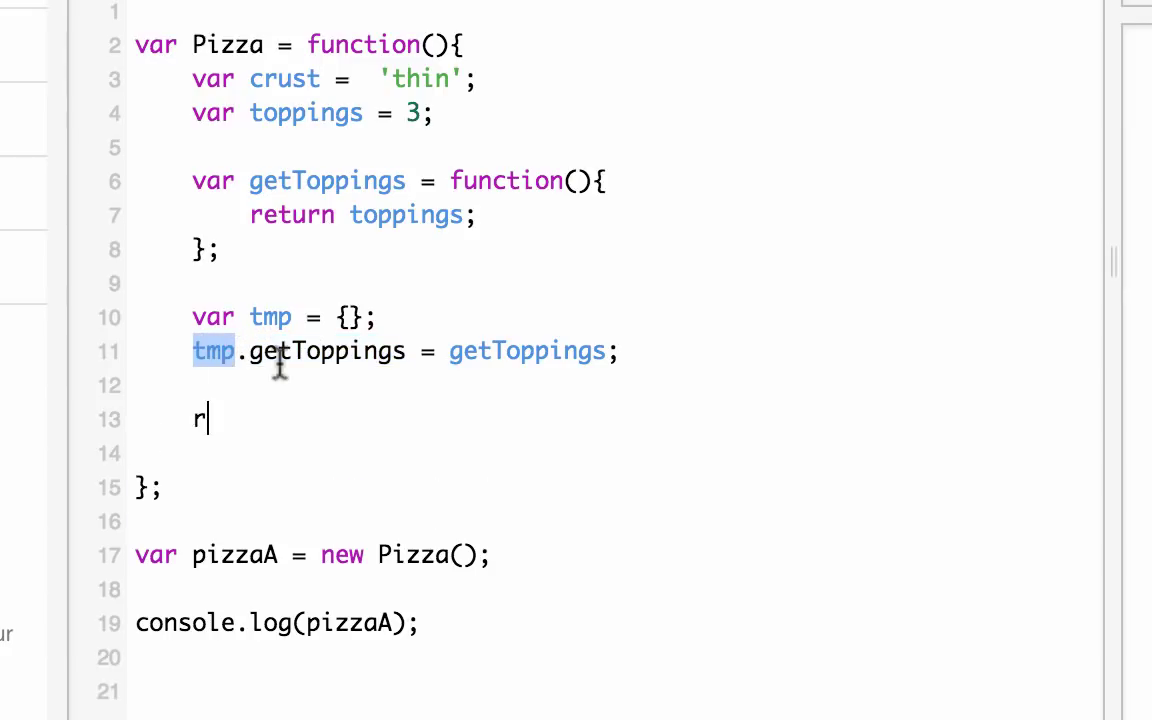 1
2 var Pizza = function(){
3 var crust =  'thin';
4 var toppings = 3;
5
6 var getToppings = function(){
7 return toppings;
8 };
9
10 var tmp = {};
11 tmp.getToppings = getToppings;
12
13 r
14
15 };
16
17 var pizzaA = new Pizza();
18
19 console.log(pizzaA);
20
21
ur